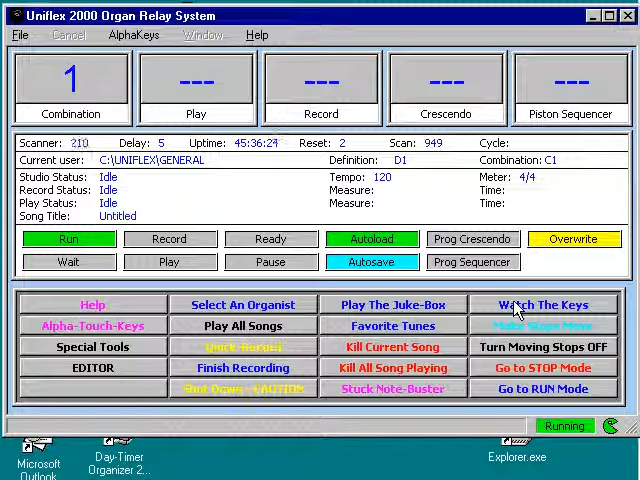 Uniflex 2000 Organ Relay System
File Cancel AlphaKeys Window Help
1 --- --- --- ---
Combination Play Record Crescendo Piston Sequencer
Scanner: 210 Delay: 5 Uptime: 45:36:24 Reset: 2 Scan: 949 Cycle:
Current user: C:\UNIFLEX\GENERAL Definition: D1 Combination: C1
Studio Status: Idle Tempo: 120 Meter: 4/4
Record Status: Idle Measure: Time:
Play Status: Idle Measure: Time:
Song Title: Untitled
Run Record Ready Autoload Prog Crescendo Overwrite
Wait Play Pause Autosave Prog Sequencer
Help Select An Organist Play The Juke-Box Watch The Keys
Alpha-Touch-Keys Play All Songs Favorite Tunes Make Stops Move
Special Tools Quick-Record Kill Current Song Turn Moving Stops OFF
EDITOR Finish Recording Kill All Song Playing Go to STOP Mode
Shut Down - CAUTION Stuck Note-Buster Go to RUN Mode
Running
Microsoft Outlook
Day-Timer Organizer 2...
Explorer.exe